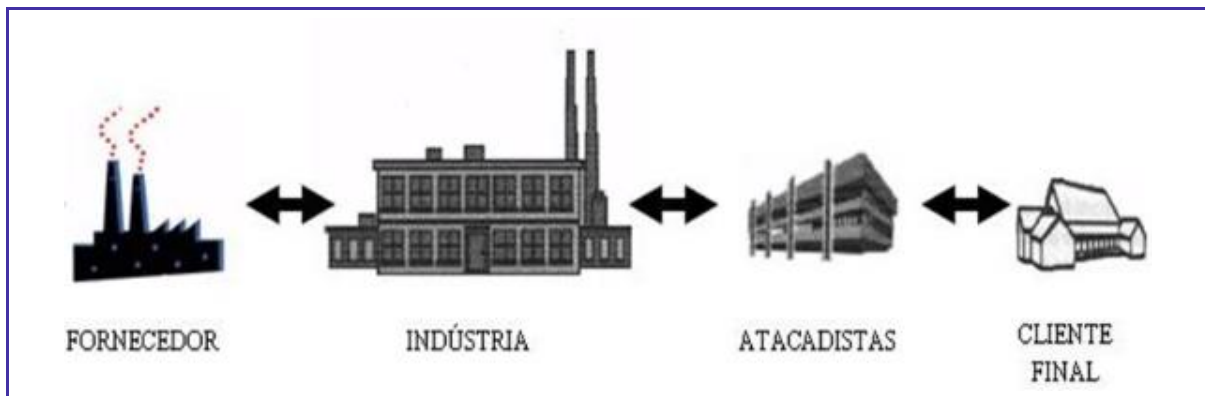 FORNECEDOR
INDÚSTRIA
ATACADISTAS
CLIENTE
FINAL